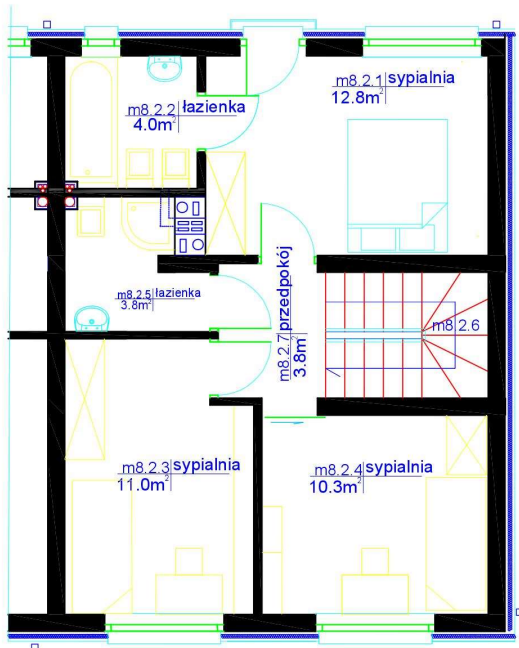 m8.2.1 sypialnia
12.8m²
m8.2.2 łazienka
4.0m²
m8.2.5 łazienka
3.8m²
m8.2.7 przedpokój
3.8m²
m8.2.6
m8.2.3 sypialnia
11.0m²
m8.2.4 sypialnia
10.3m²